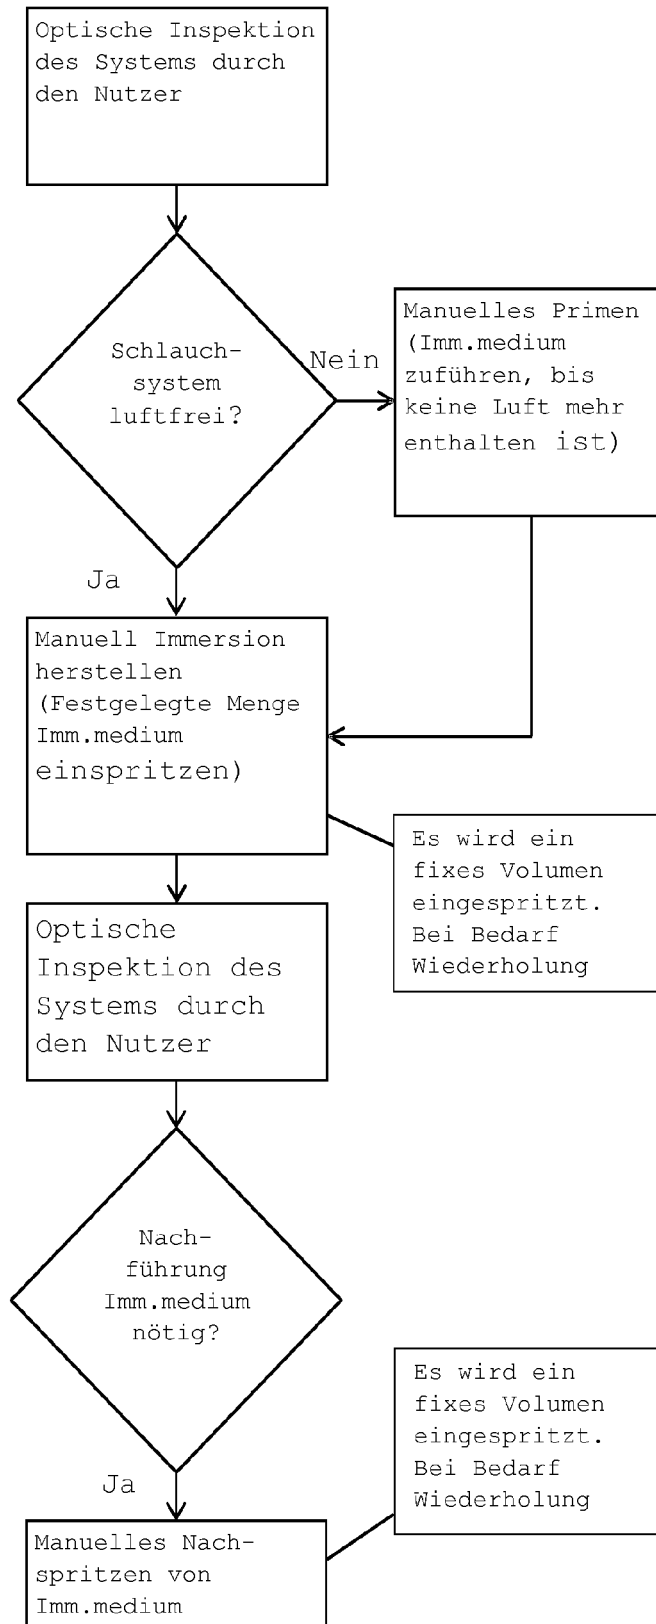 Optische Inspektion
des Systems durch
den Nutzer
Schlauch-
system
luftfrei?
Nein
Manuelles Primen
(Imm.medium
zuführen, bis
keine Luft mehr
enthalten ist)
Ja
Manuell Immersion
herstellen
(Festgelegte Menge
Imm.medium
einspritzen)
Es wird ein
fixes Volumen
eingespritzt.
Bei Bedarf
Wiederholung
Optische
Inspektion des
Systems durch
den Nutzer
Nach-
führung
Imm.medium
nötig?
Ja
Es wird ein
fixes Volumen
eingespritzt.
Bei Bedarf
Wiederholung
Manuelles Nach-
spritzen von
Imm.medium